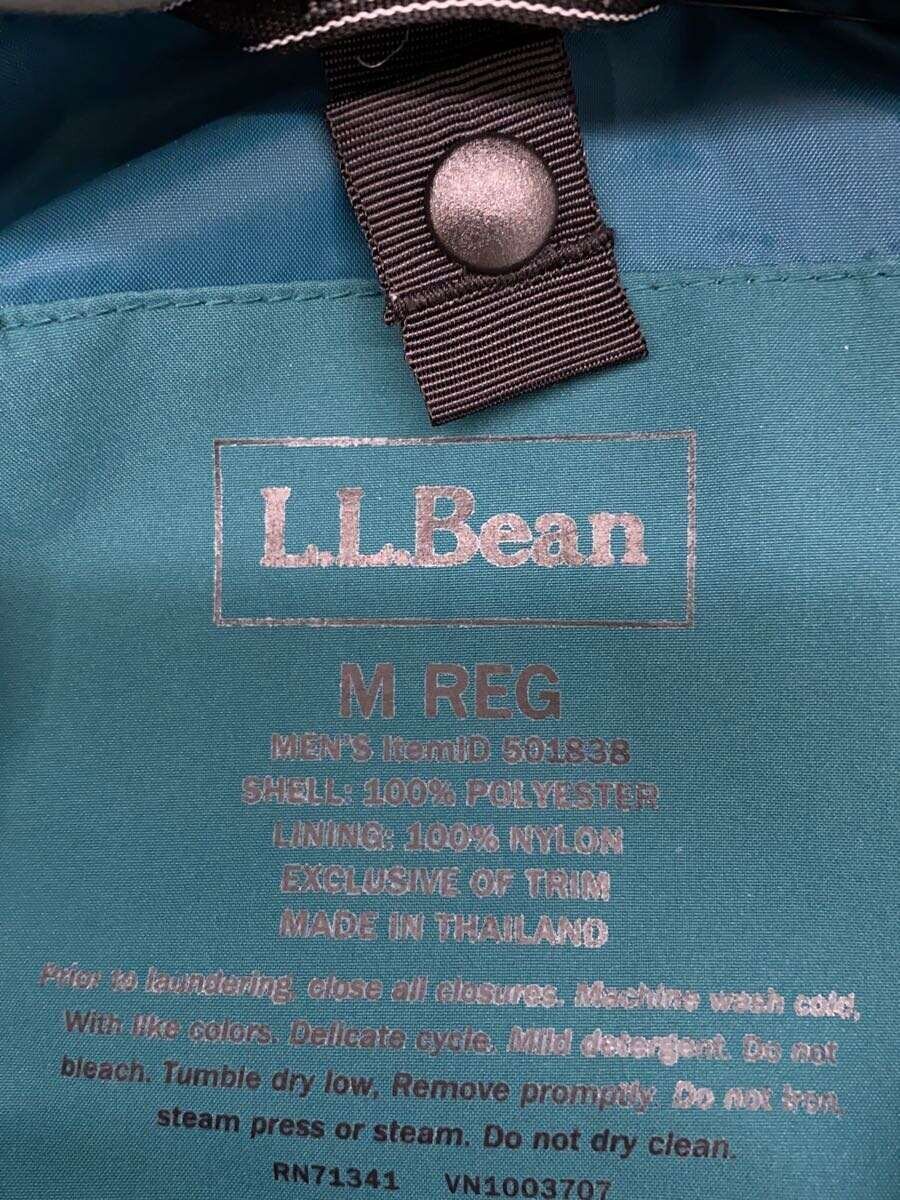 L.L.Bean
M REG
MEN'S ItemID 501838
SHELL: 100% POLYESTER
LINING: 100% NYLON
EXCLUSIVE OF TRIM
MADE IN THAILAND
Prior to laundering, close all closures. Machine wash cold,
With like colors. Delicate cycle. Mild detergent. Do not
bleach. Tumble dry low, Remove promptly. Do not iron,
steam press or steam. Do not dry clean.
RN71341 VN1003707